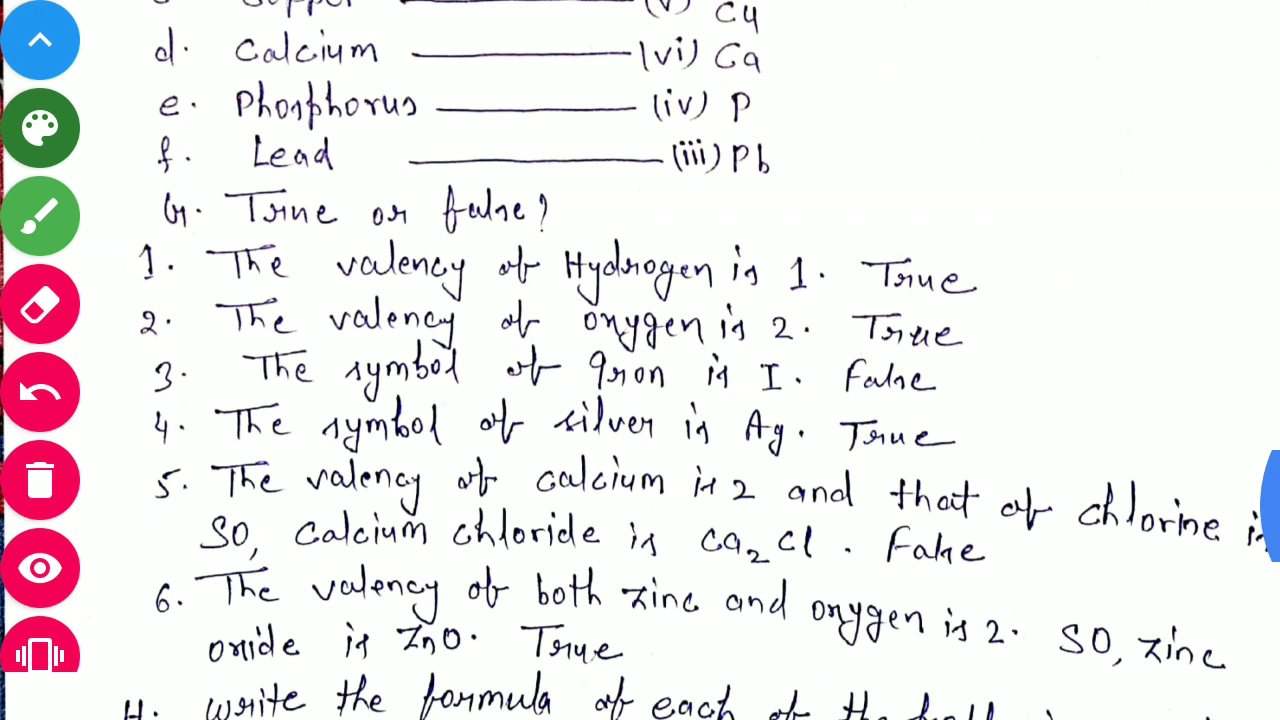 (v) Cu
d. Calcium (vi) Ca
e. Phosphorus (iv) P
f. Lead (iii) Pb
G. True or false?
1. The valency of Hydrogen is 1. True
2. The valency of oxygen is 2. True
3. The symbol of Iron is I. False
4. The symbol of silver is Ag. True
5. The valency of calcium is 2 and that of chlorine is
SO, Calcium chloride is Ca₂Cl. False
6. The valency of both zinc and oxygen is 2. SO, zinc
oxide is ZnO. True
H. Write the formula of each of the